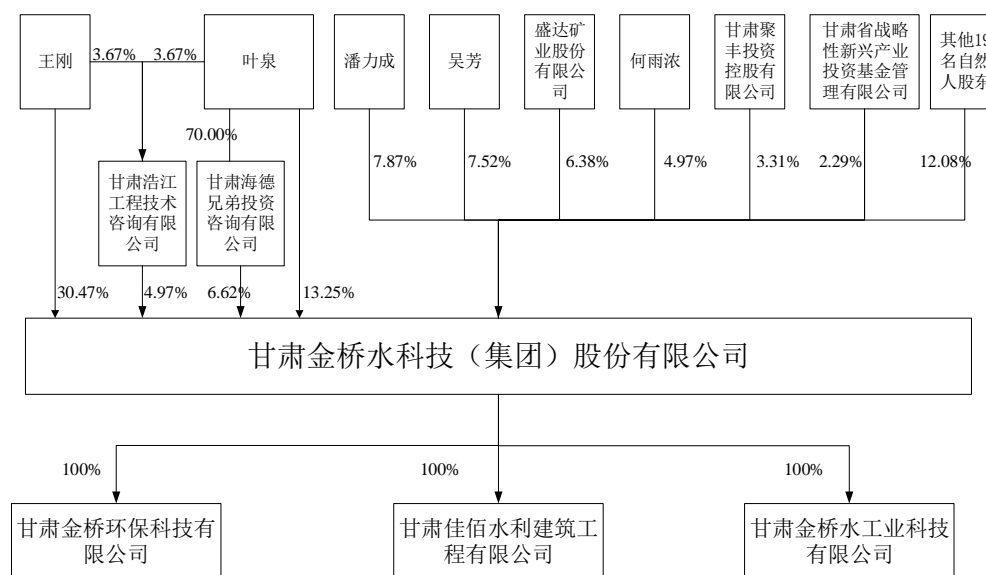 王刚
3.67%
3.67%
叶泉
潘力成
吴芳
盛达矿
业股份
有限公
司
何雨浓
甘肃聚
丰投资
控股有
限公司
甘肃省战略
性新兴产业
投资基金管
理有限公司
其他19
名自然
人股东
70.00%
7.87%
7.52%
6.38%
4.97%
3.31%
2.29%
12.08%
甘肃浩江
工程技术
咨询有限
公司
甘肃海德
兄弟投资
咨询有限
公司
30.47%
4.97%
6.62%
13.25%
甘肃金桥水科技（集团）股份有限公司
100%
100%
100%
甘肃金桥环保科技有
限公司
甘肃佳佰水利建筑工
程有限公司
甘肃金桥水工业科技
有限公司